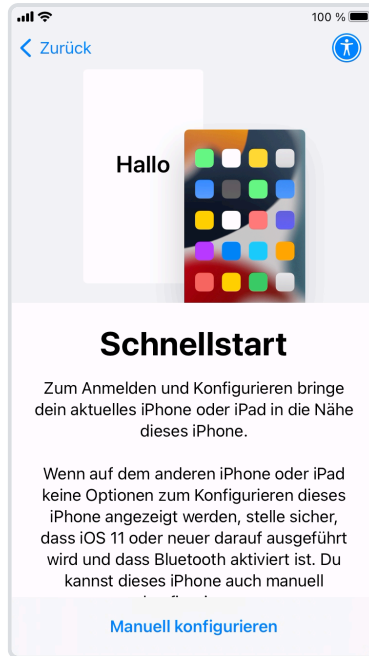 100 %
Zurück
Hallo
Schnellstart
Zum Anmelden und Konfigurieren bringe
dein aktuelles iPhone oder iPad in die Nähe
dieses iPhone.
Wenn auf dem anderen iPhone oder iPad
keine Optionen zum Konfigurieren dieses
iPhone angezeigt werden, stelle sicher,
dass iOS 11 oder neuer darauf ausgeführt
wird und dass Bluetooth aktiviert ist. Du
kannst dieses iPhone auch manuell
Manuell konfigurieren